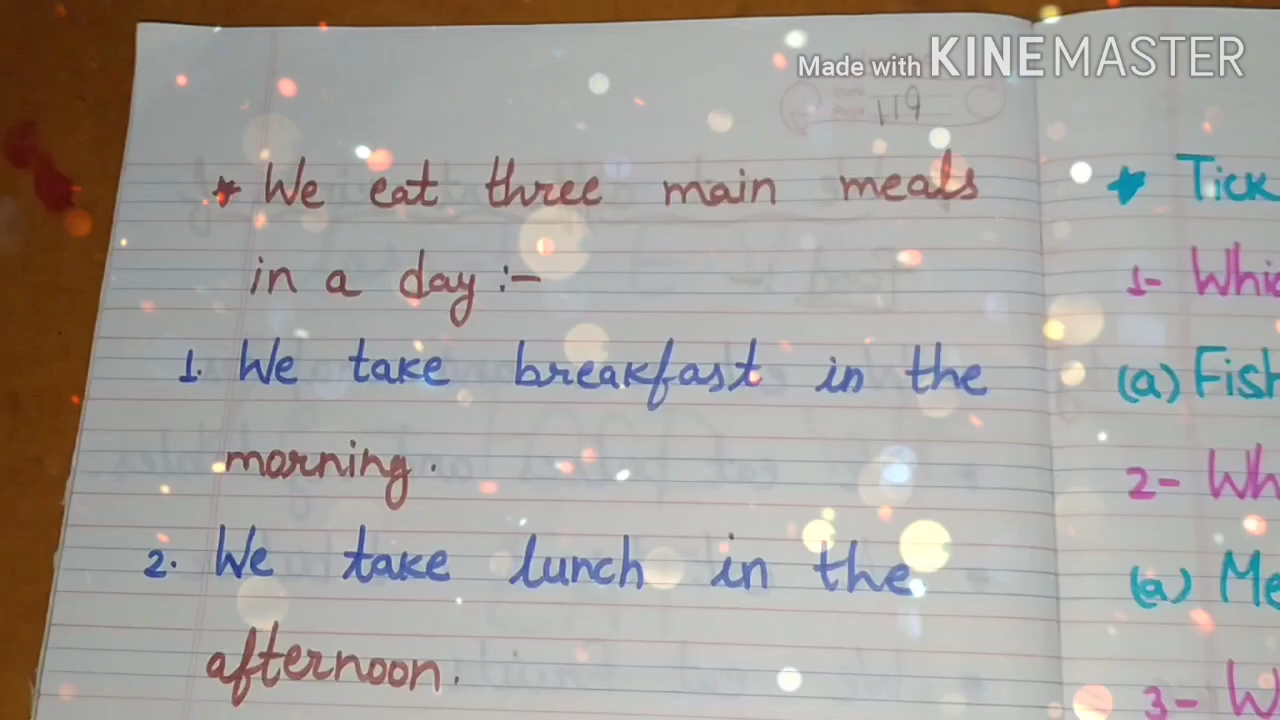 Made with KINEMASTER
119
* We eat three main meals
in a day :-
1. We take breakfast in the
morning.
2. We take lunch in the
afternoon.
* Tick
1- Whic
(a) Fish
2- Wh
(a) Me
3- W